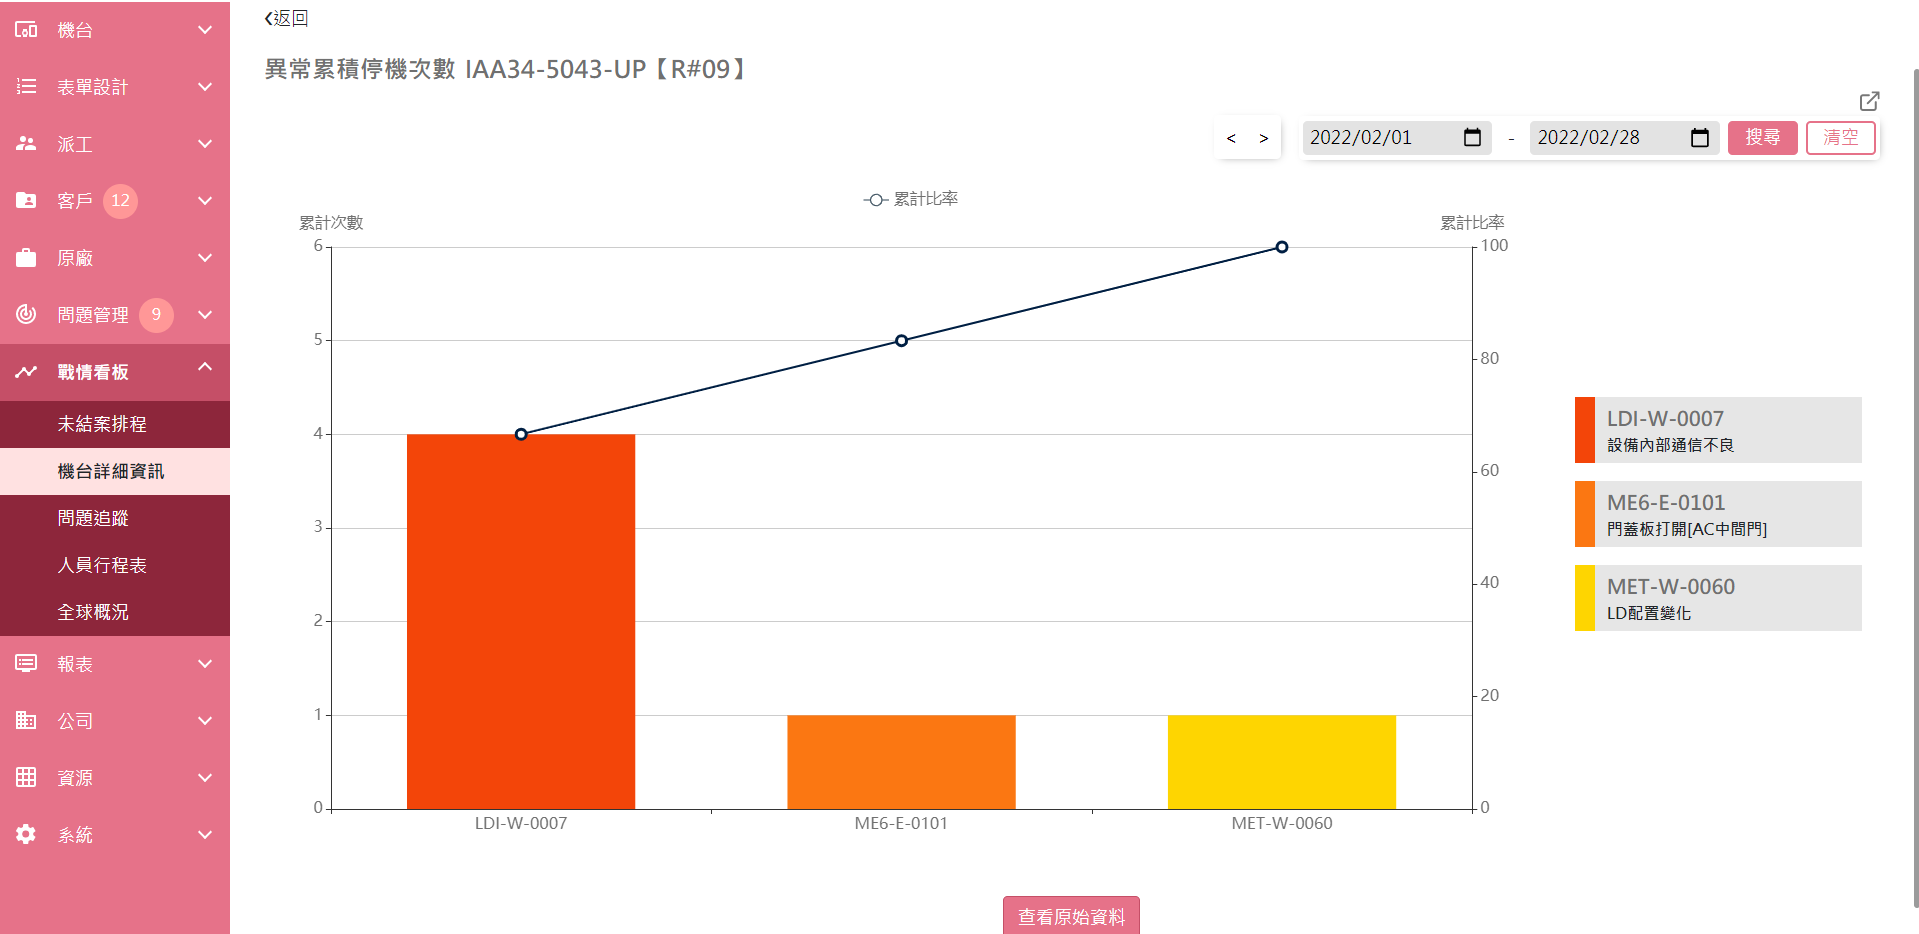 機台
表單設計
派工
客戶 12
原廠
問題管理 9
戰情看板
未結案排程
機台詳細資訊
問題追蹤
人員行程表
全球概況
報表
公司
資源
系統
返回
異常累積停機次數 IAA34-5043-UP【R#09】
< >
2022/02/01 - 2022/02/28 搜尋 清空
累計比率
累計次數
累計比率
6
5
4
3
2
1
0
100
80
60
40
20
0
LDI-W-0007 ME6-E-0101 MET-W-0060
LDI-W-0007
設備內部通信不良
ME6-E-0101
門蓋板打開[AC中間門]
MET-W-0060
LD配置變化
查看原始資料